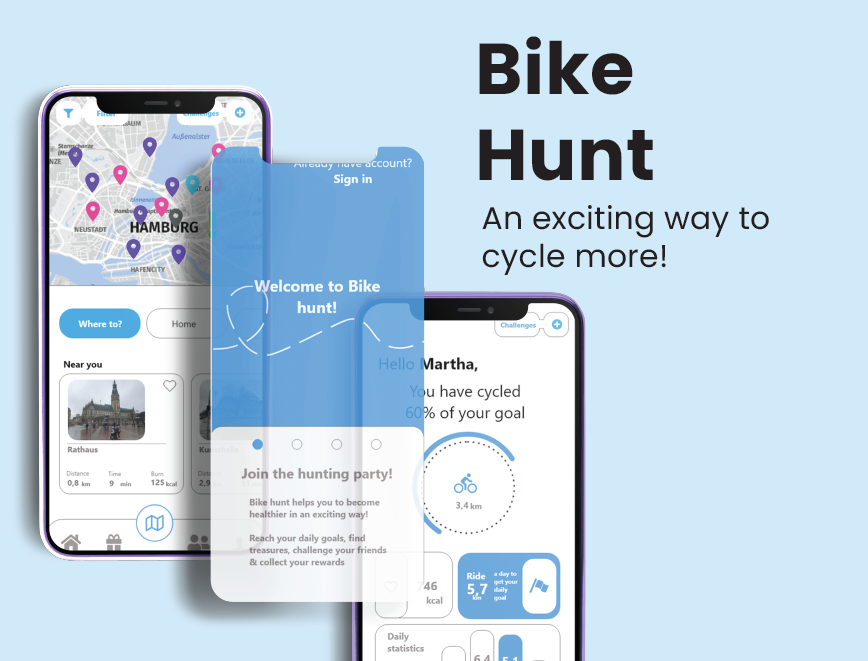 Bike
Hunt
An exciting way to
cycle more!
Filter
Challenges
Außenalster
NEUSTADT
HAMBURG
HAFENCITY
Where to?
Home
Near you
Rathaus
Distance
Time
Burn
0,8 km
9 min
125 kcal
Already have account?
Sign in
Welcome to Bike
hunt!
Join the hunting party!
Bike hunt helps you to become
healthier in an exciting way!
Reach your daily goals, find
treasures, challenge your friends
& collect your rewards
Challenges
Hello Martha,
You have cycled
60% of your goal
3,4 km
746
kcal
Ride
5,7
km
a day to
get your
daily
goal
Daily
statistics
6,4
5,1